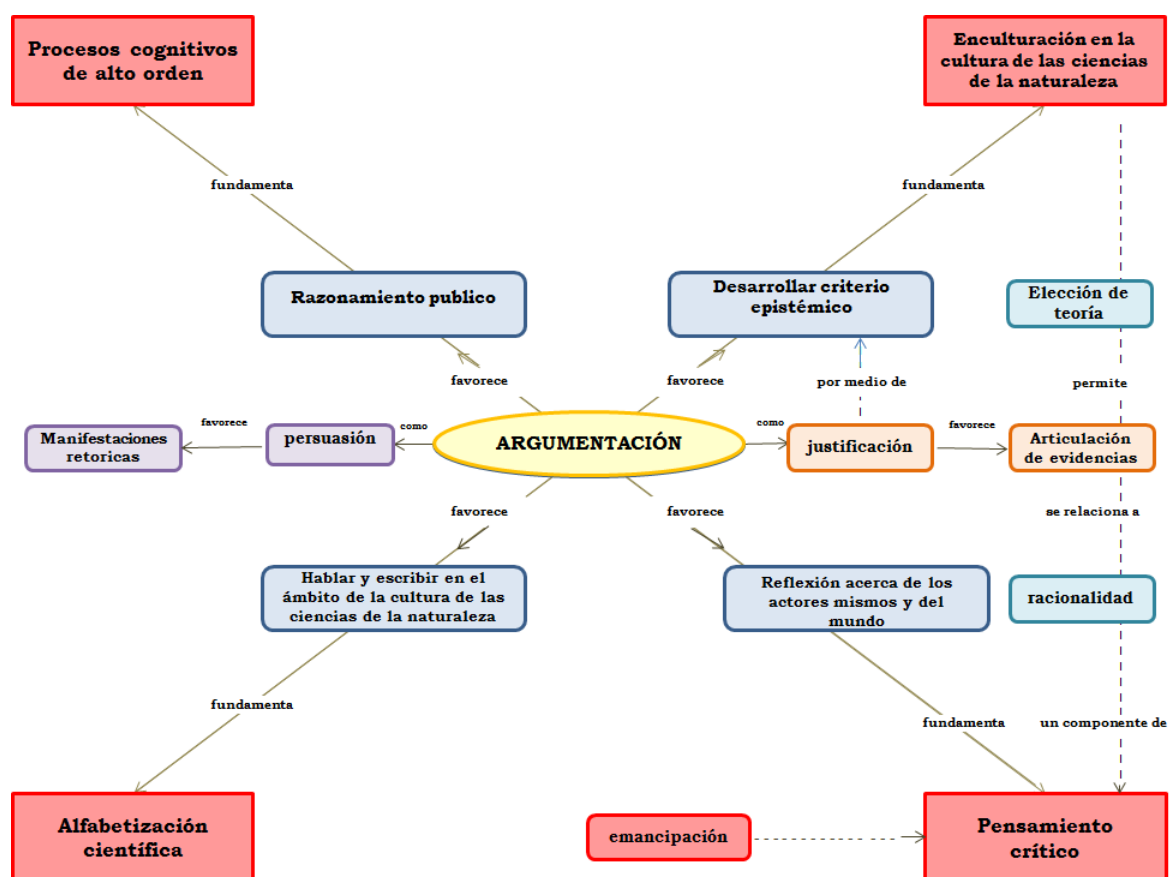 Procesos cognitivos
de alto orden
Enculturación en la
cultura de las ciencias
de la naturaleza
fundamenta
fundamenta
Razonamiento publico
Desarrollar criterio
epistémico
Elección de
teoría
favorece
favorece
por medio de
permite
Manifestaciones
retoricas
favorece
persuasión
como
ARGUMENTACIÓN
como
justificación
favorece
Articulación
de evidencias
favorece
favorece
se relaciona a
Hablar y escribir en el
ámbito de la cultura de las
ciencias de la naturaleza
Reflexión acerca de los
actores mismos y del
mundo
racionalidad
fundamenta
fundamenta
un componente de
Alfabetización
científica
emancipación
Pensamiento
crítico